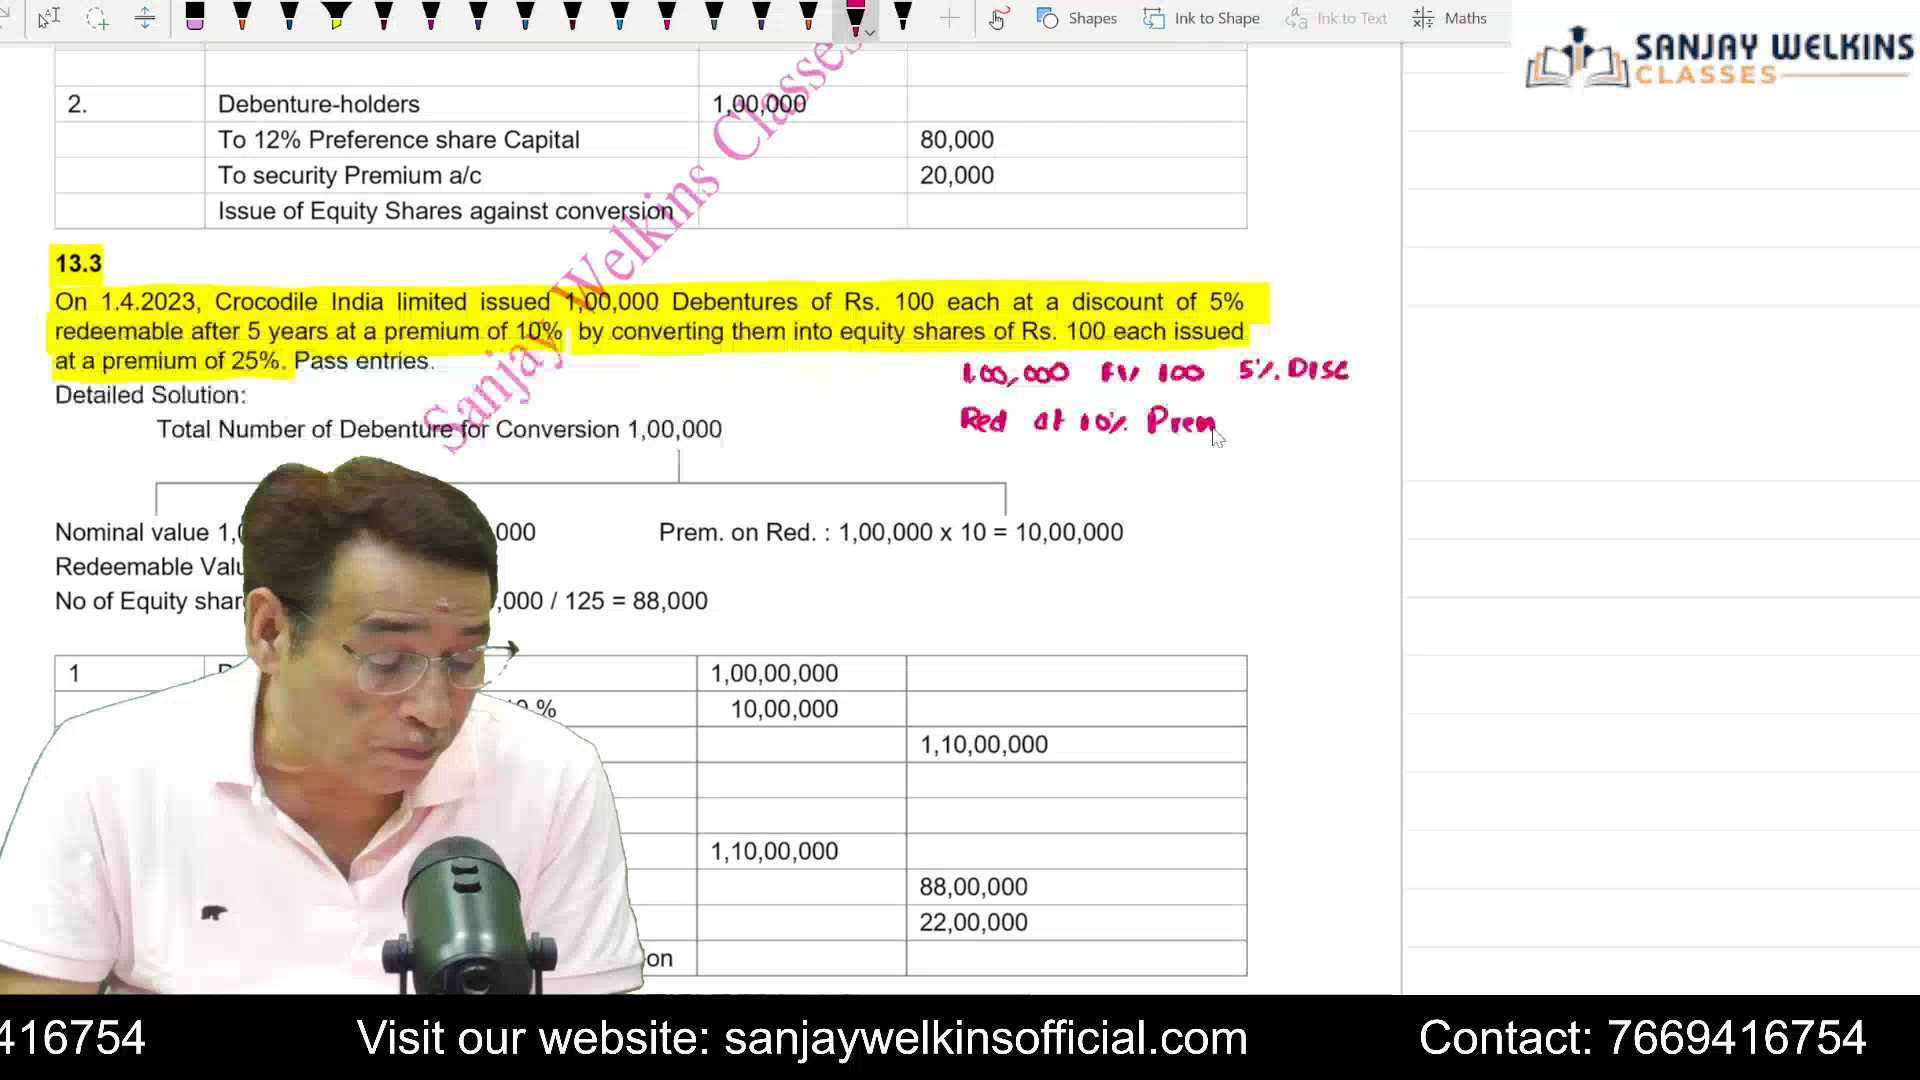 Shapes Ink to Shape Ink to Text Maths
SANJAY WELKINS
CLASSES
2. Debenture-holders 1,00,000
To 12% Preference share Capital 80,000
To security Premium a/c 20,000
Issue of Equity Shares against conversion
Sanjay Welkins Classes
13.3
On 1.4.2023, Crocodile India limited issued 1,00,000 Debentures of Rs. 100 each at a discount of 5%
redeemable after 5 years at a premium of 10% by converting them into equity shares of Rs. 100 each issued
at a premium of 25%. Pass entries.
1,00,000 FV 100 5% DISC
Detailed Solution:
Red at 10% Prem
Total Number of Debenture for Conversion 1,00,000
Nominal value 1,0 000 Prem. on Red. : 1,00,000 x 10 = 10,00,000
Redeemable Valu
No of Equity shar ,000 / 125 = 88,000
1 1,00,00,000
% 10,00,000
1,10,00,000
1,10,00,000
88,00,000
22,00,000
on
416754 Visit our website: sanjaywelkinsofficial.com Contact: 7669416754